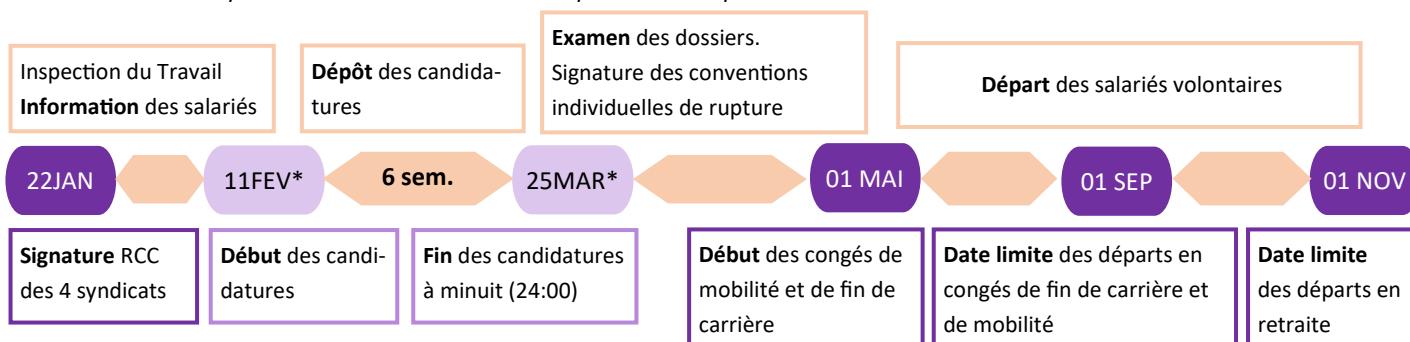 Inspection du Travail
Information des salariés
Dépôt des candida-
tures
Examen des dossiers.
Signature des conventions
individuelles de rupture
Départ des salariés volontaires
22JAN
11FEV*
6 sem.
25MAR*
01 MAI
01 SEP
01 NOV
Signature RCC
des 4 syndicats
Début des candi-
datures
Fin des candidatures
à minuit (24:00)
Début des congés de
mobilité et de fin de
carrière
Date limite des départs en
congés de fin de carrière et
de mobilité
Date limite
des départs en
retraite